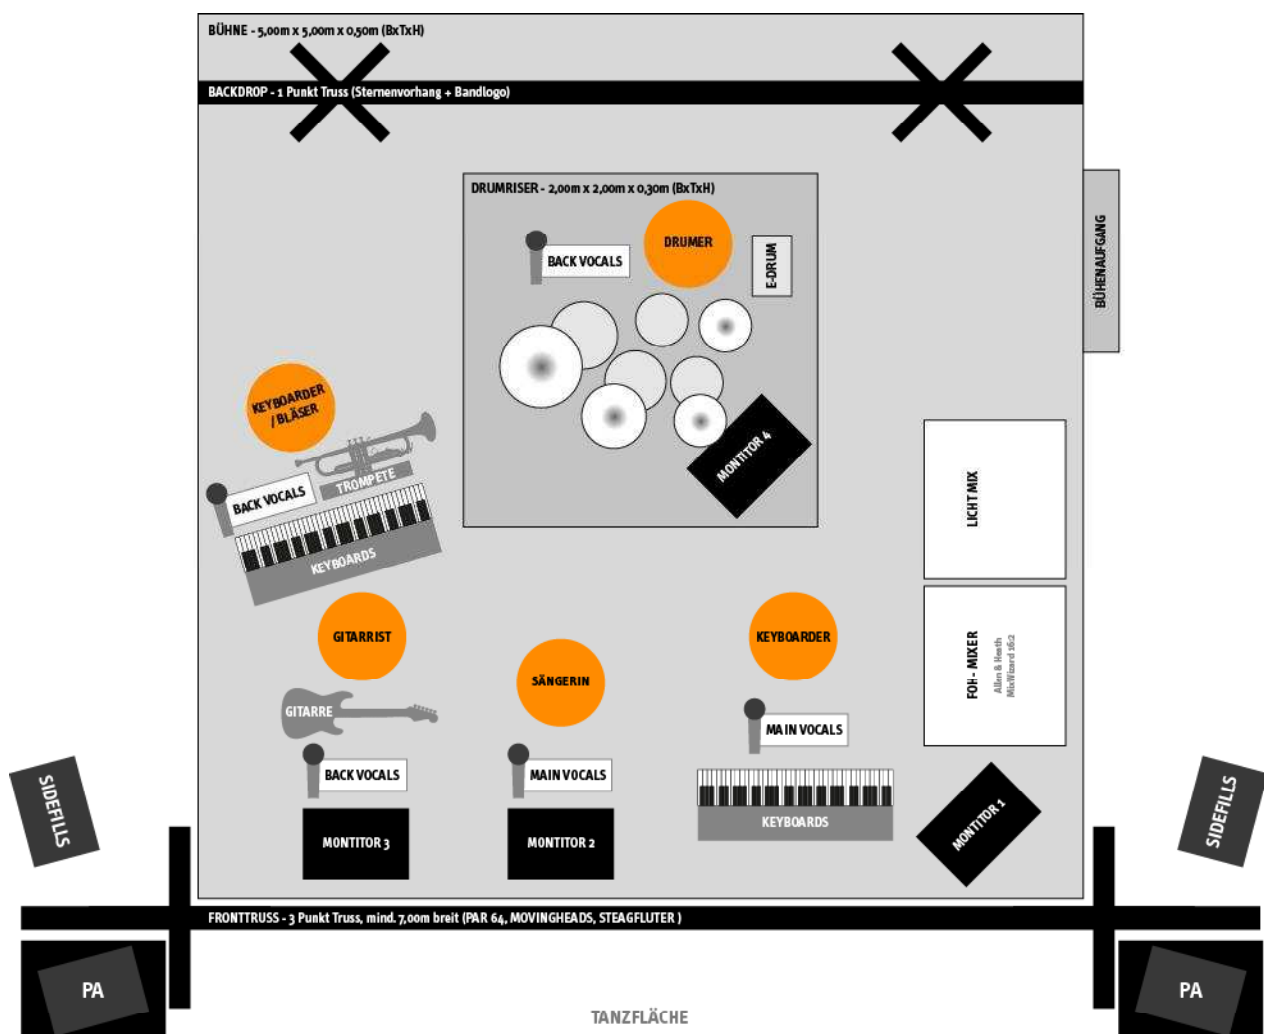 BÜHNE - 5,00m x 5,00m x 0,50m (BxTxH)
BACKDROP - 1 Punkt Truss (Sternenvorhang + Bandlogo)
DRUMRISER - 2,00m x 2,00m x 0,30m (BxTxH)
DRUMER
BACK VOCALS
E-DRUM
BÜHENAUFGANG
KEYBOARDER
/ BLÄSER
TROMPETE
BACK VOCALS
KEYBOARDS
MONTITOR 4
LICHT MIX
GITARRIST
SÄNGERIN
KEYBOARDER
FOH - MIXER
Allen & Heath
MixWizard 16:2
GITARRE
MAIN VOCALS
BACK VOCALS
MAIN VOCALS
KEYBOARDS
MONTITOR 3
MONTITOR 2
MONTITOR 1
SIDEFILLS
SIDEFILLS
FRONTTRUSS - 3 Punkt Truss, mind. 7,00m breit (PAR 64, MOVINGHEADS, STEAGFLUTER )
PA
PA
TANZFLÄCHE